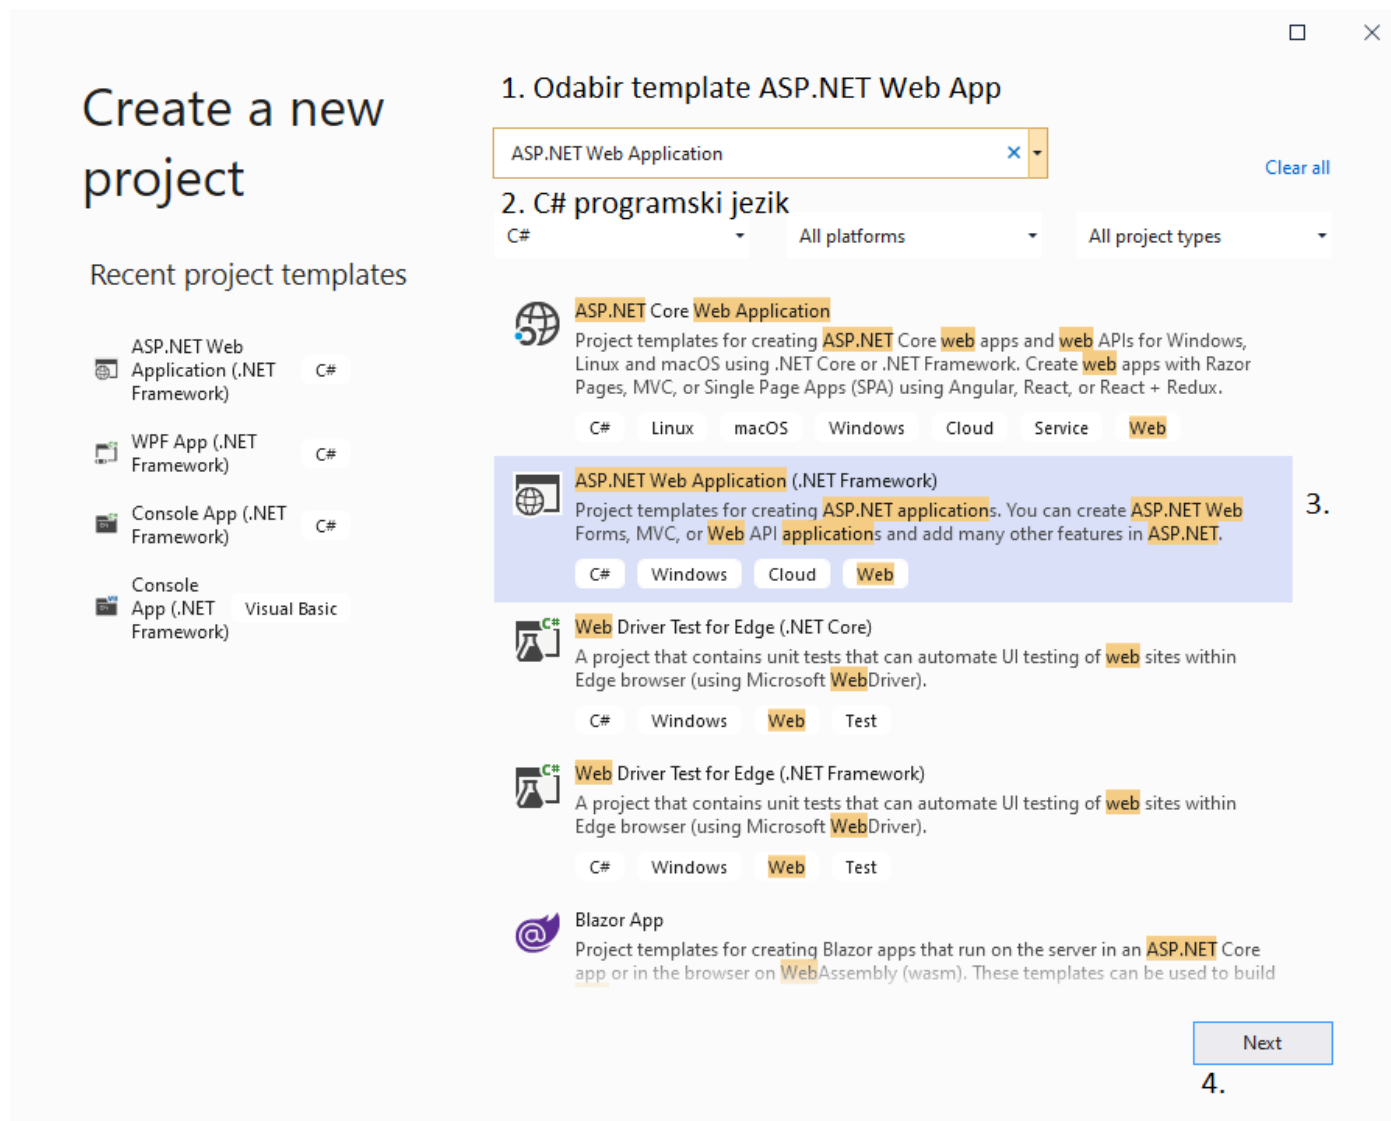 Create a new
project
Recent project templates
ASP.NET Web
Application (.NET
Framework)
C#
WPF App (.NET
Framework)
C#
Console App (.NET
Framework)
C#
Console
App (.NET
Framework)
Visual Basic
1. Odabir template ASP.NET Web App
ASP.NET Web Application
Clear all
2. C# programski jezik
C#
All platforms
All project types
ASP.NET Core Web Application
Project templates for creating ASP.NET Core web apps and web APIs for Windows,
Linux and macOS using .NET Core or .NET Framework. Create web apps with Razor
Pages, MVC, or Single Page Apps (SPA) using Angular, React, or React + Redux.
C# Linux macOS Windows Cloud Service Web
ASP.NET Web Application (.NET Framework)
Project templates for creating ASP.NET applications. You can create ASP.NET Web
Forms, MVC, or Web API applications and add many other features in ASP.NET.
C# Windows Cloud Web
3.
C#
Web Driver Test for Edge (.NET Core)
A project that contains unit tests that can automate UI testing of web sites within
Edge browser (using Microsoft WebDriver).
C# Windows Web Test
C#
Web Driver Test for Edge (.NET Framework)
A project that contains unit tests that can automate UI testing of web sites within
Edge browser (using Microsoft WebDriver).
C# Windows Web Test
Blazor App
Project templates for creating Blazor apps that run on the server in an ASP.NET Core
app or in the browser on WebAssembly (wasm). These templates can be used to build
Next
4.